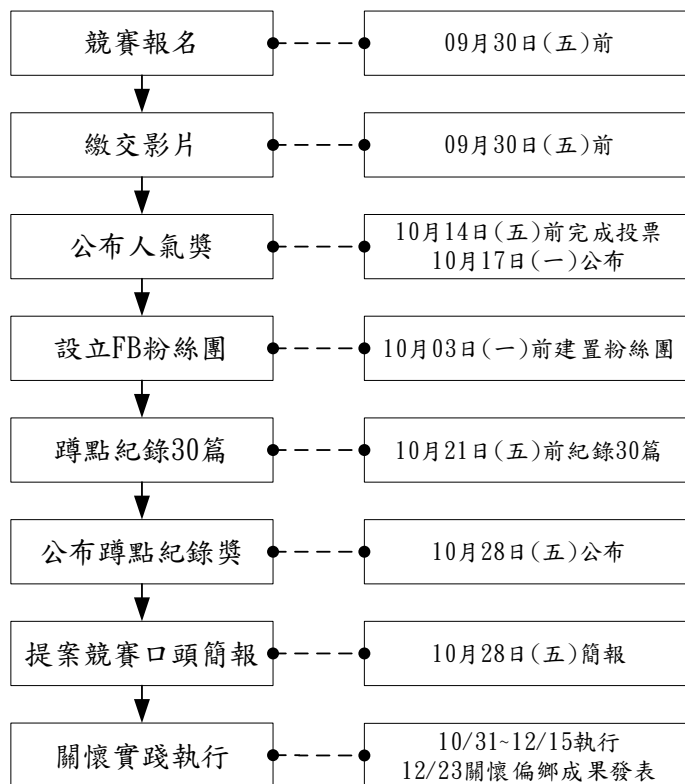 競賽報名
09月30日(五)前
繳交影片
09月30日(五)前
公布人氣獎
10月14日(五)前完成投票
10月17日(一)公布
設立FB粉絲團
10月03日(一)前建置粉絲團
蹲點紀錄30篇
10月21日(五)前紀錄30篇
公布蹲點紀錄獎
10月28日(五)公布
提案競賽口頭簡報
10月28日(五)簡報
關懷實踐執行
10/31~12/15執行
12/23關懷偏鄉成果發表